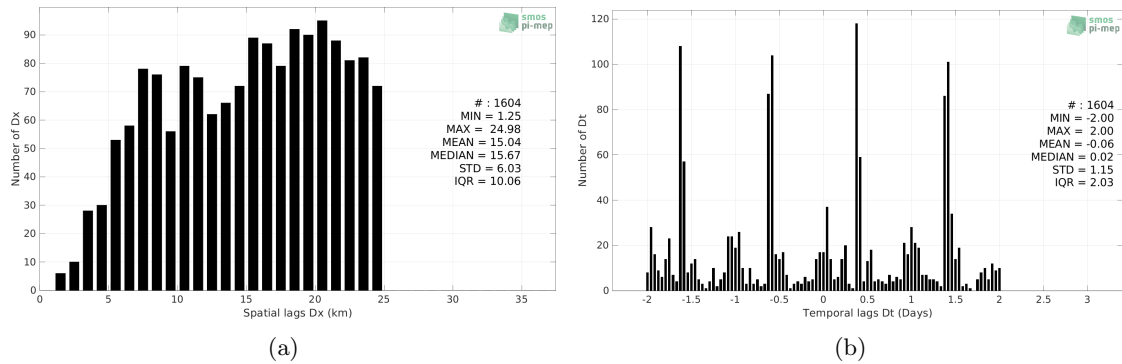 smos
pi-mep
90
80
70
60
50
40
30
20
10
0
Number of Dx
# : 1604
MIN = 1.25
MAX = 24.98
MEAN = 15.04
MEDIAN = 15.67
STD = 6.03
IQR = 10.06
0 5 10 15 20 25 30 35
Spatial lags Dx (km)
(a)
smos
pi-mep
120
100
80
60
40
20
0
Number of Dt
# : 1604
MIN = -2.00
MAX = 2.00
MEAN = -0.06
MEDIAN = 0.02
STD = 1.15
IQR = 2.03
-2 -1.5 -1 -0.5 0 0.5 1 1.5 2 2.5 3
Temporal lags Dt (Days)
(b)